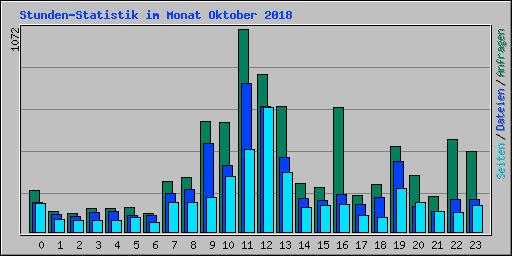 Stunden-Statistik im Monat Oktober 2018
1072
Seiten / Dateien / Anfragen
0 1 2 3 4 5 6 7 8 9 10 11 12 13 14 15 16 17 18 19 20 21 22 23